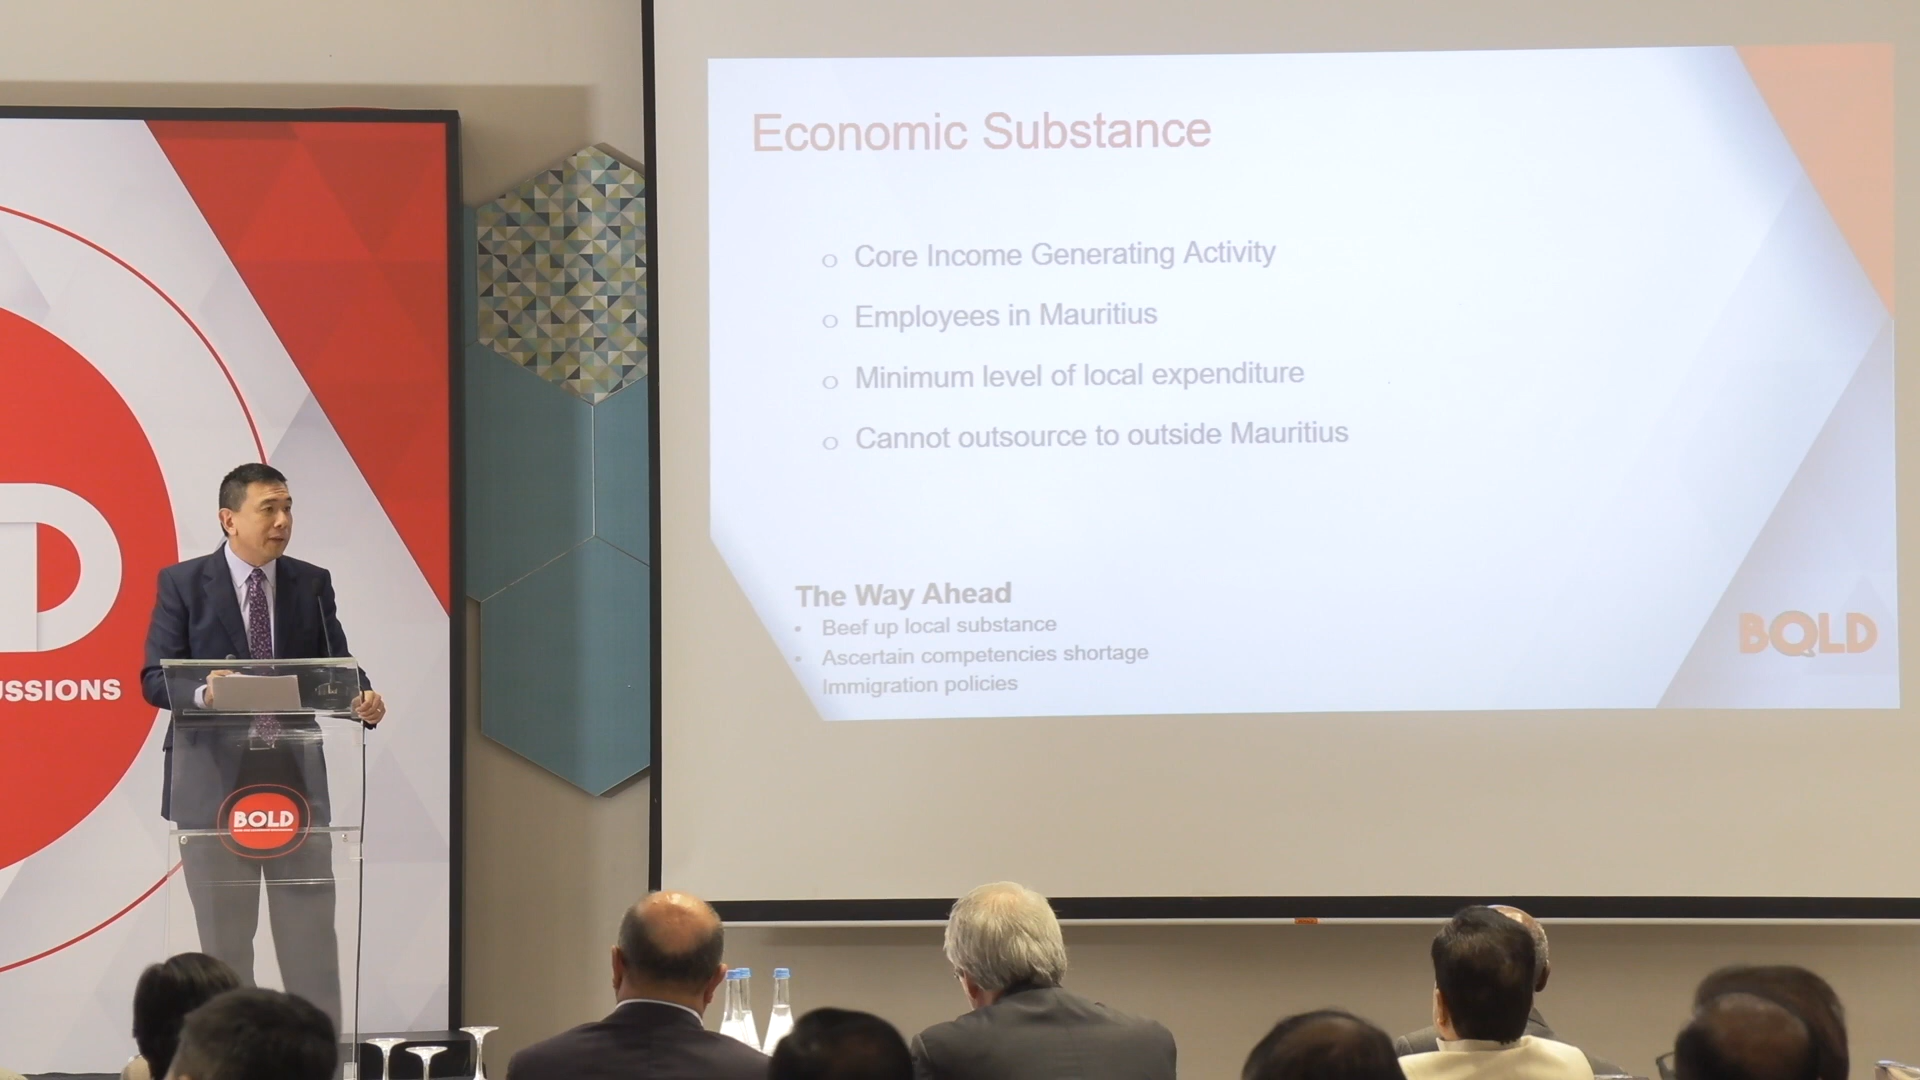 Economic Substance
o Core Income Generating Activity
o Employees in Mauritius
o Minimum level of local expenditure
o Cannot outsource to outside Mauritius
The Way Ahead
• Beef up local substance
• Ascertain competencies shortage
Immigration policies
BOLD
D
USSIONS
BOLD